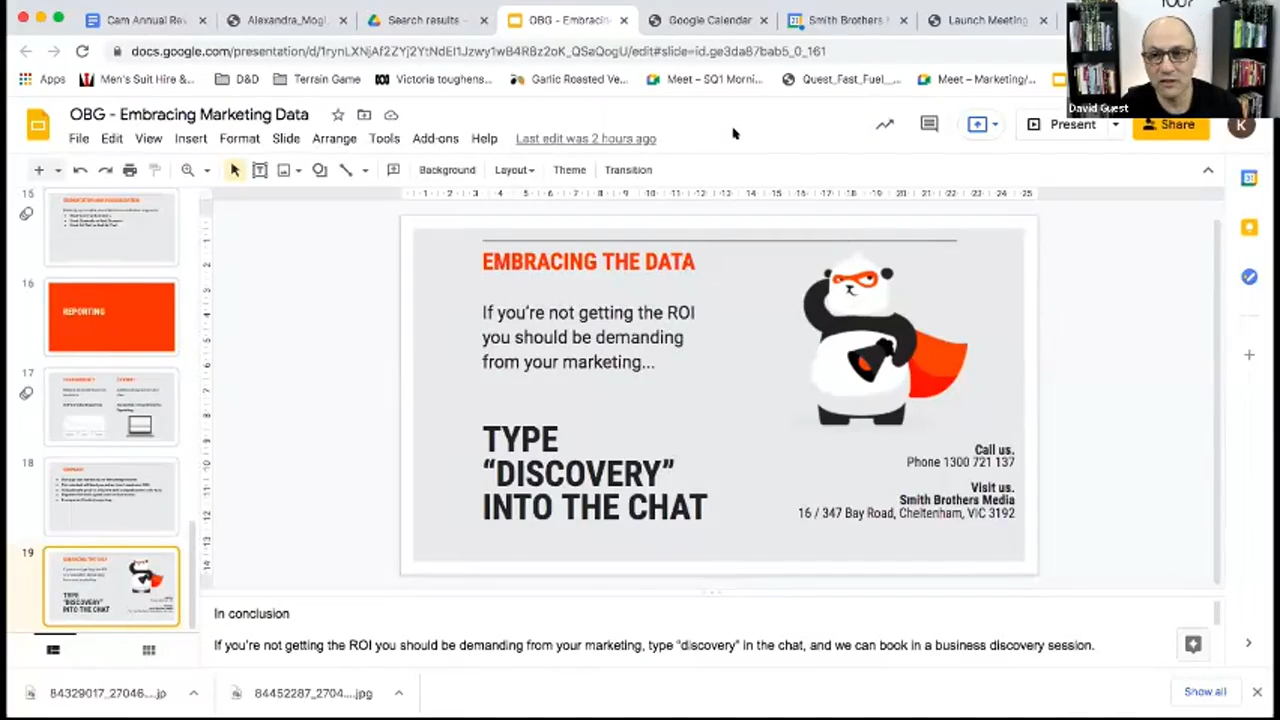 Cam Annual Rev
Alexandra_Mogl
Search results –
OBG - Embracing
Google Calendar
Smith Brothers
Launch Meeting
docs.google.com/presentation/d/
/edit#slide=id.ge3da87bab5_0_161
Apps
Men's Suit Hire &...
D&D
Terrain Game
Victoria toughens...
Garlic Roasted Ve...
Meet – SQ1 Morni...
Quest_Fast_Fuel_...
Meet – Marketing/...
YOU?
David Guest
OBG - Embracing Marketing Data
File Edit View Insert Format Slide Arrange Tools Add-ons Help Last edit was 2 hours ago
Present
Share
K
Background Layout Theme Transition
15
16
REPORTING
17
18
19
EMBRACING THE DATA
If you're not getting the ROI
you should be demanding
from your marketing...
TYPE
“DISCOVERY”
INTO THE CHAT
Call us.
Phone 1300 721 137
Visit us.
Smith Brothers Media
16 / 347 Bay Road, Cheltenham, VIC 3192
In conclusion
If you're not getting the ROI you should be demanding from your marketing, type “discovery” in the chat, and we can book in a business discovery session.
84329017_27046....jp
84452287_2704....jpg
Show all